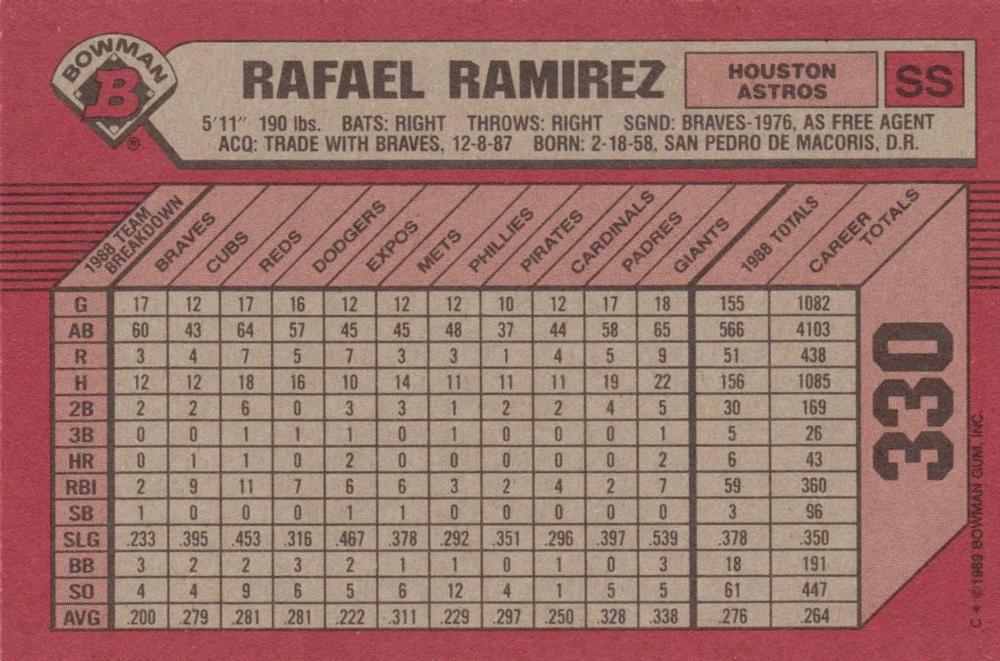 BOWMAN
B
®
RAFAEL RAMIREZ
HOUSTON
ASTROS
SS
5'11" 190 lbs. BATS: RIGHT THROWS: RIGHT SGND: BRAVES-1976, AS FREE AGENT
ACQ: TRADE WITH BRAVES, 12-8-87 BORN: 2-18-58, SAN PEDRO DE MACORIS, D.R.
1988 TEAM BREAKDOWN BRAVES CUBS REDS DODGERS EXPOS METS PHILLIES PIRATES CARDINALS PADRES GIANTS 1988 TOTALS CAREER TOTALS
G 17 12 17 16 12 12 12 10 12 17 18 155 1082
AB 60 43 64 57 45 45 48 37 44 58 65 566 4103
R 3 4 7 5 7 3 3 1 4 5 9 51 438
H 12 12 18 16 10 14 11 11 11 19 22 156 1085
2B 2 2 6 0 3 3 1 2 2 4 5 30 169
3B 0 0 1 1 1 0 1 0 0 0 1 5 26
HR 0 1 1 0 2 0 0 0 0 0 2 6 43
RBI 2 9 11 7 6 6 3 2 4 2 7 59 360
SB 1 0 0 0 1 1 0 0 0 0 0 3 96
SLG .233 .395 .453 .316 .467 .378 .292 .351 .296 .397 .539 .378 .350
BB 3 2 2 3 2 1 1 0 1 0 3 18 191
SO 4 4 9 6 5 6 12 4 1 5 5 61 447
AVG .200 .279 .281 .281 .222 .311 .229 .297 .250 .328 .338 .276 .264
330
C * © 1989 BOWMAN GUM, INC.